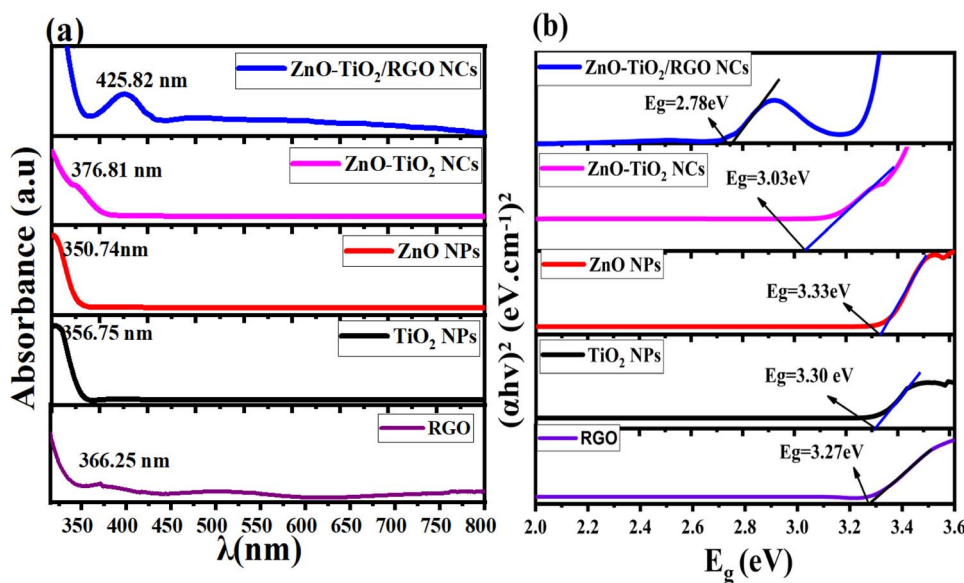 (a)
ZnO-TiO₂/RGO NCs
425.82 nm
ZnO-TiO₂ NCs
376.81 nm
350.74nm
ZnO NPs
356.75 nm
TiO₂ NPs
RGO
366.25 nm
Absorbance (a.u)
350 400 450 500 550 600 650 700 750 800
λ(nm)
(b)
ZnO-TiO₂/RGO NCs
Eg=2.78eV
ZnO-TiO₂ NCs
Eg=3.03eV
ZnO NPs
Eg=3.33eV
TiO₂ NPs
Eg=3.30 eV
RGO
Eg=3.27eV
(αhν)² (eV.cm⁻¹)²
2.0 2.2 2.4 2.6 2.8 3.0 3.2 3.4 3.6
E_g (eV)